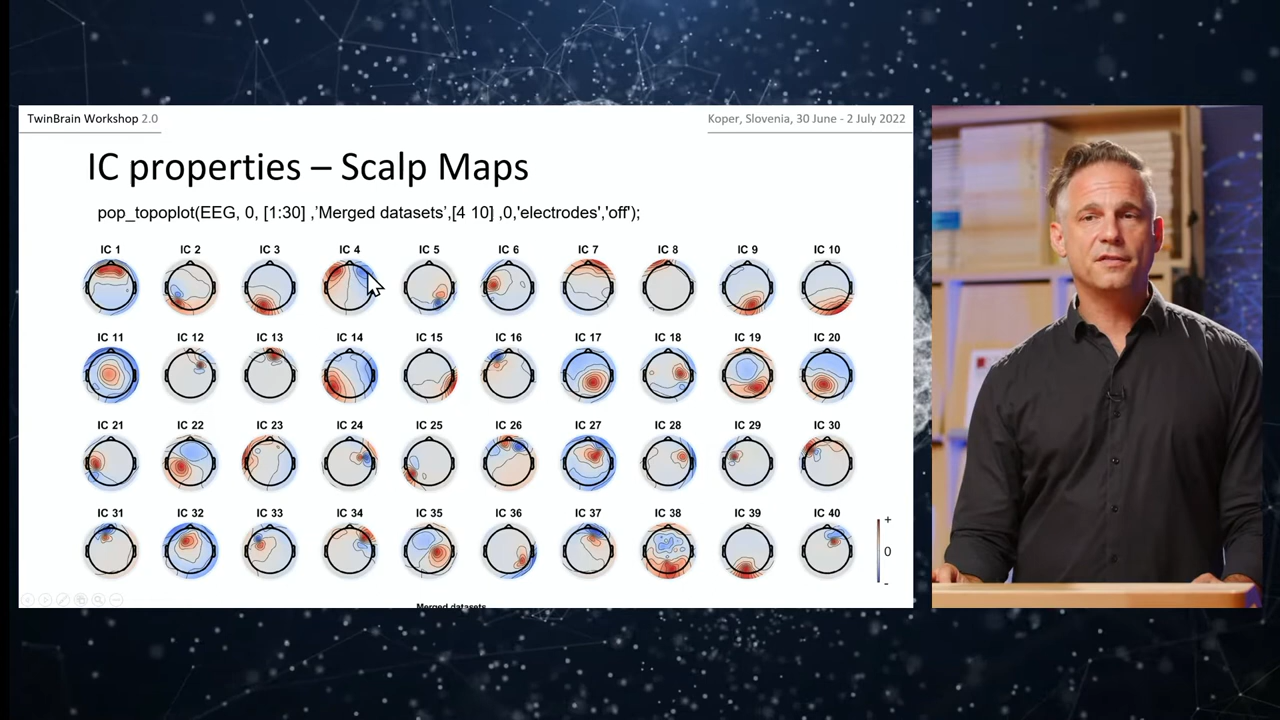 TwinBrain Workshop 2.0
Koper, Slovenia, 30 June - 2 July 2022
IC properties – Scalp Maps
pop_topoplot(EEG, 0, [1:30] ,'Merged datasets',[4 10] ,0,'electrodes','off');
IC 1 IC 2 IC 3 IC 4 IC 5 IC 6 IC 7 IC 8 IC 9 IC 10
IC 11 IC 12 IC 13 IC 14 IC 15 IC 16 IC 17 IC 18 IC 19 IC 20
IC 21 IC 22 IC 23 IC 24 IC 25 IC 26 IC 27 IC 28 IC 29 IC 30
IC 31 IC 32 IC 33 IC 34 IC 35 IC 36 IC 37 IC 38 IC 39 IC 40
+
0
-
Merged datasets